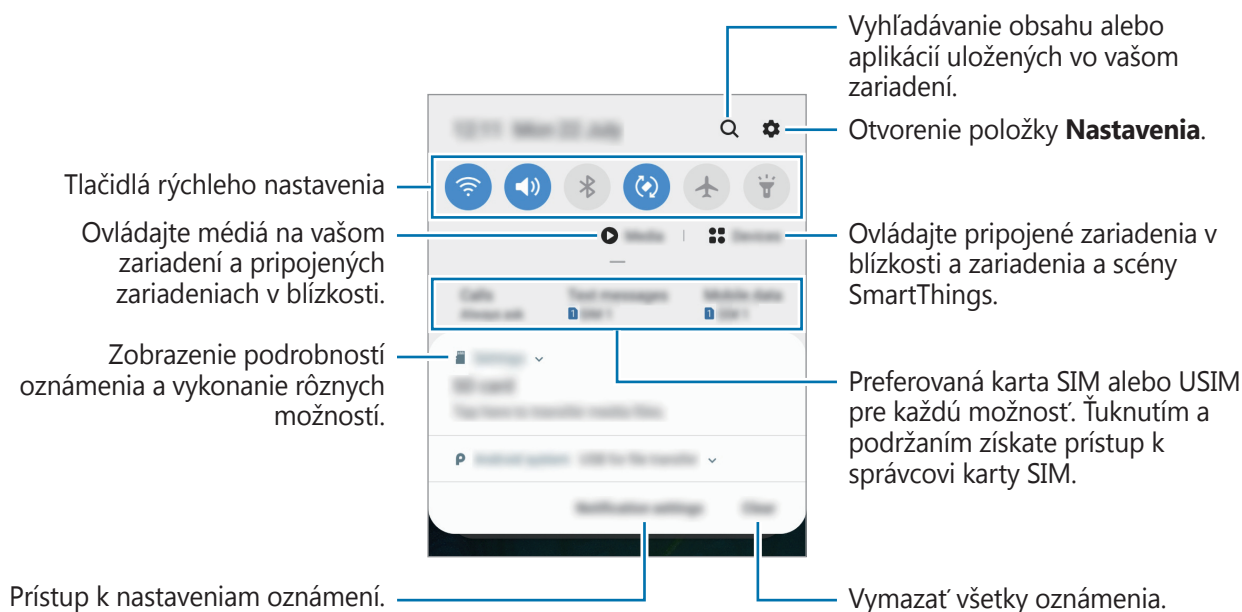 Vyhľadávanie obsahu alebo
aplikácií uložených vo vašom
zariadení.
Otvorenie položky Nastavenia.
Tlačidlá rýchleho nastavenia
Ovládajte médiá na vašom
zariadení a pripojených
zariadeniach v blízkosti.
Ovládajte pripojené zariadenia v
blízkosti a zariadenia a scény
SmartThings.
Zobrazenie podrobností
oznámenia a vykonanie rôznych
možností.
Preferovaná karta SIM alebo USIM
pre každú možnosť. Ťuknutím a
podržaním získate prístup k
správcovi karty SIM.
Prístup k nastaveniam oznámení.
Vymazať všetky oznámenia.